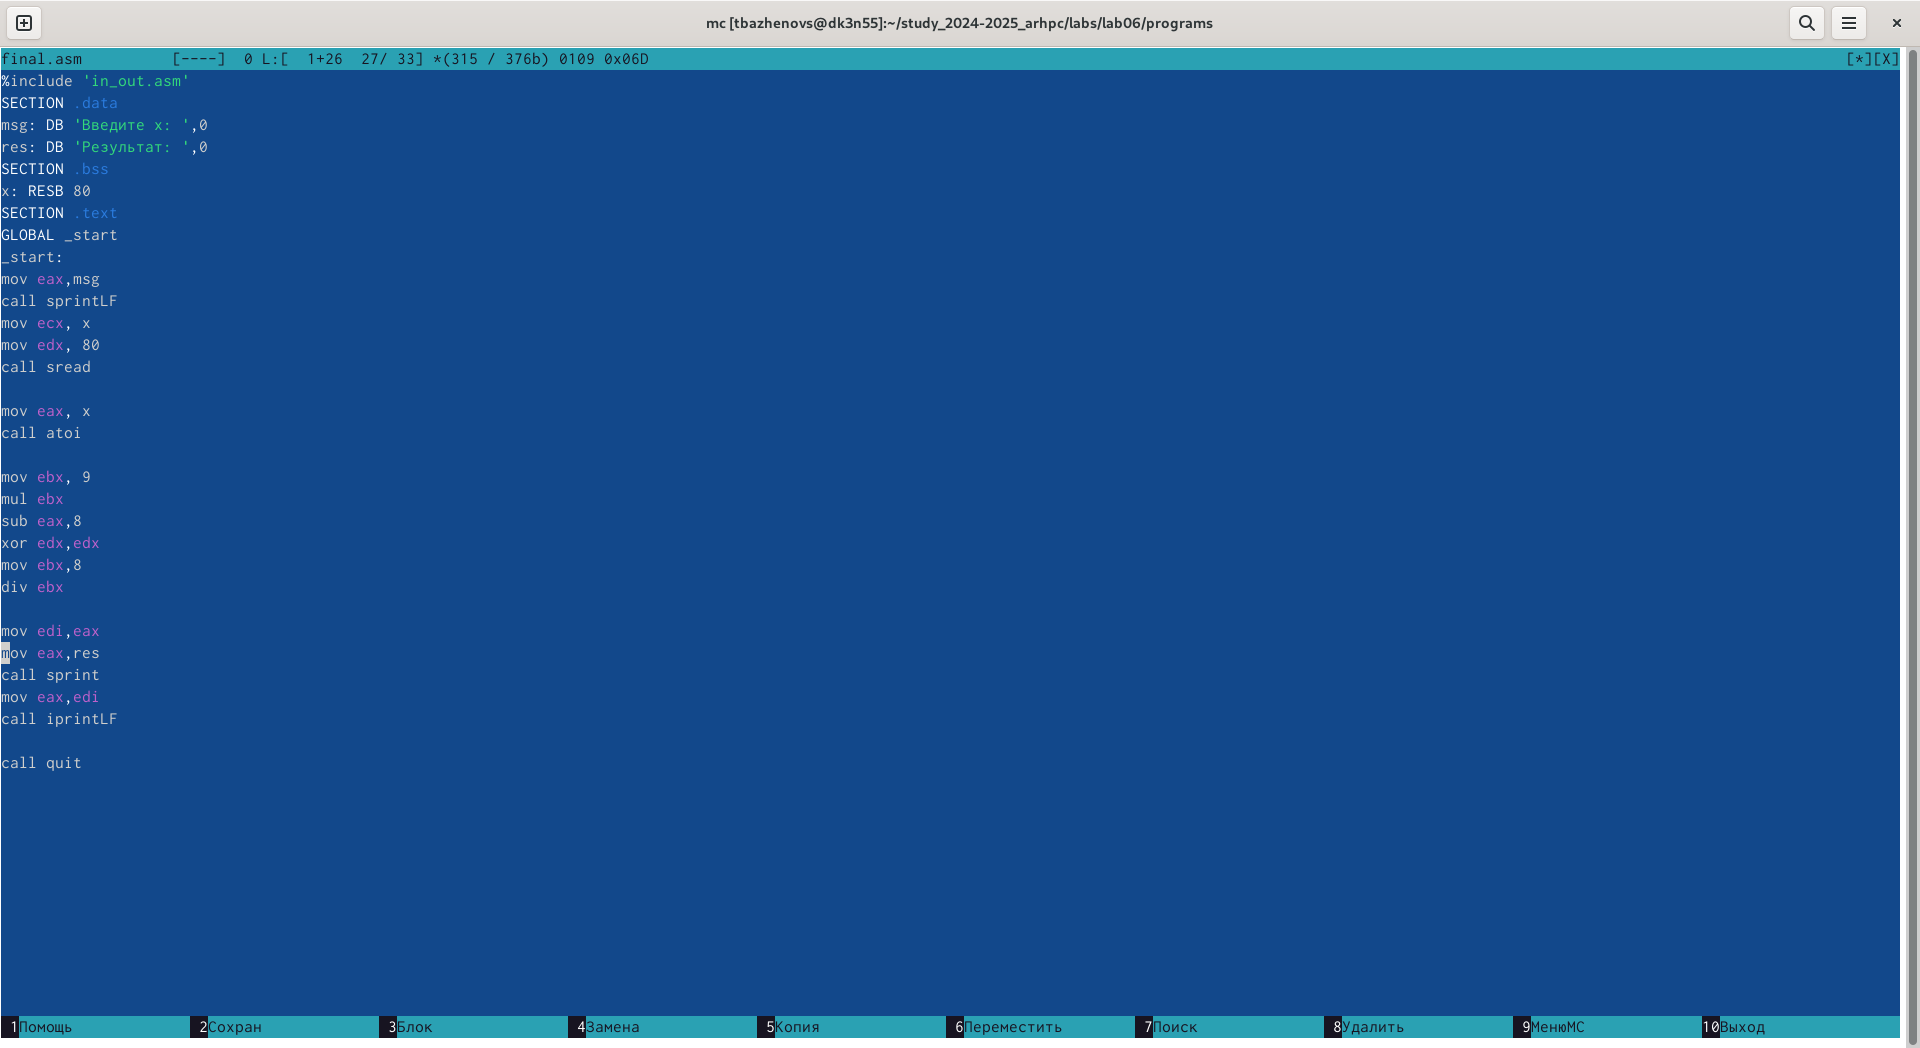 mc [tbazhenovs@dk3n55]:~/study_2024-2025_arhpc/labs/lab06/programs
final.asm          [----]  0 L:[  1+26  27/ 33] *(315 / 376b) 0109 0x06D                                                                                                                                     [*][X]
%include 'in_out.asm'
SECTION .data
msg: DB 'Введите x: ',0
res: DB 'Результат: ',0
SECTION .bss
x: RESB 80
SECTION .text
GLOBAL _start
_start:
mov eax,msg
call sprintLF
mov ecx, x
mov edx, 80
call sread
mov eax, x
call atoi
mov ebx, 9
mul ebx
sub eax,8
xor edx,edx
mov ebx,8
div ebx
mov edi,eax
mov eax,res
call sprint
mov eax,edi
call iprintLF
call quit
1Помощь 2Сохран 3Блок 4Замена 5Копия 6Переместить 7Поиск 8Удалить 9МенюMC 10Выход